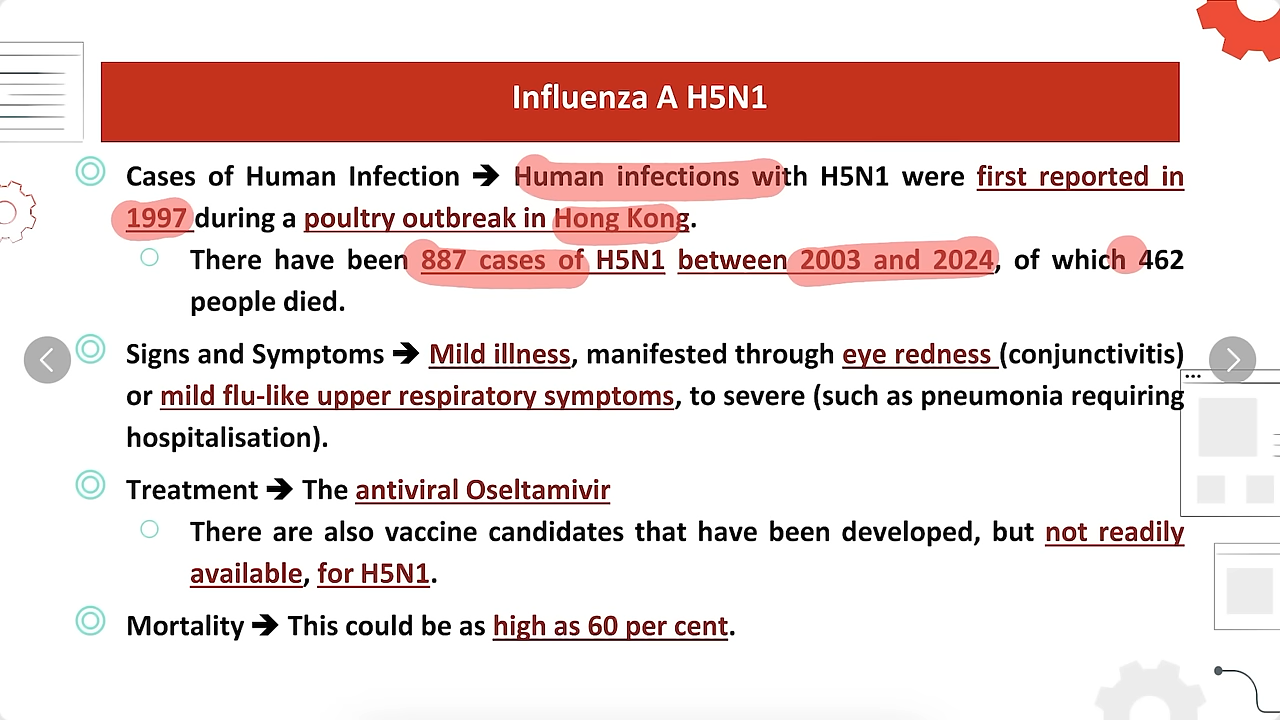 Influenza A H5N1
Cases of Human Infection ➔ Human infections with H5N1 were first reported in
1997 during a poultry outbreak in Hong Kong.
There have been 887 cases of H5N1 between 2003 and 2024, of which 462
people died.
Signs and Symptoms ➔ Mild illness, manifested through eye redness (conjunctivitis)
or mild flu-like upper respiratory symptoms, to severe (such as pneumonia requiring
hospitalisation).
Treatment ➔ The antiviral Oseltamivir
There are also vaccine candidates that have been developed, but not readily
available, for H5N1.
Mortality ➔ This could be as high as 60 per cent.